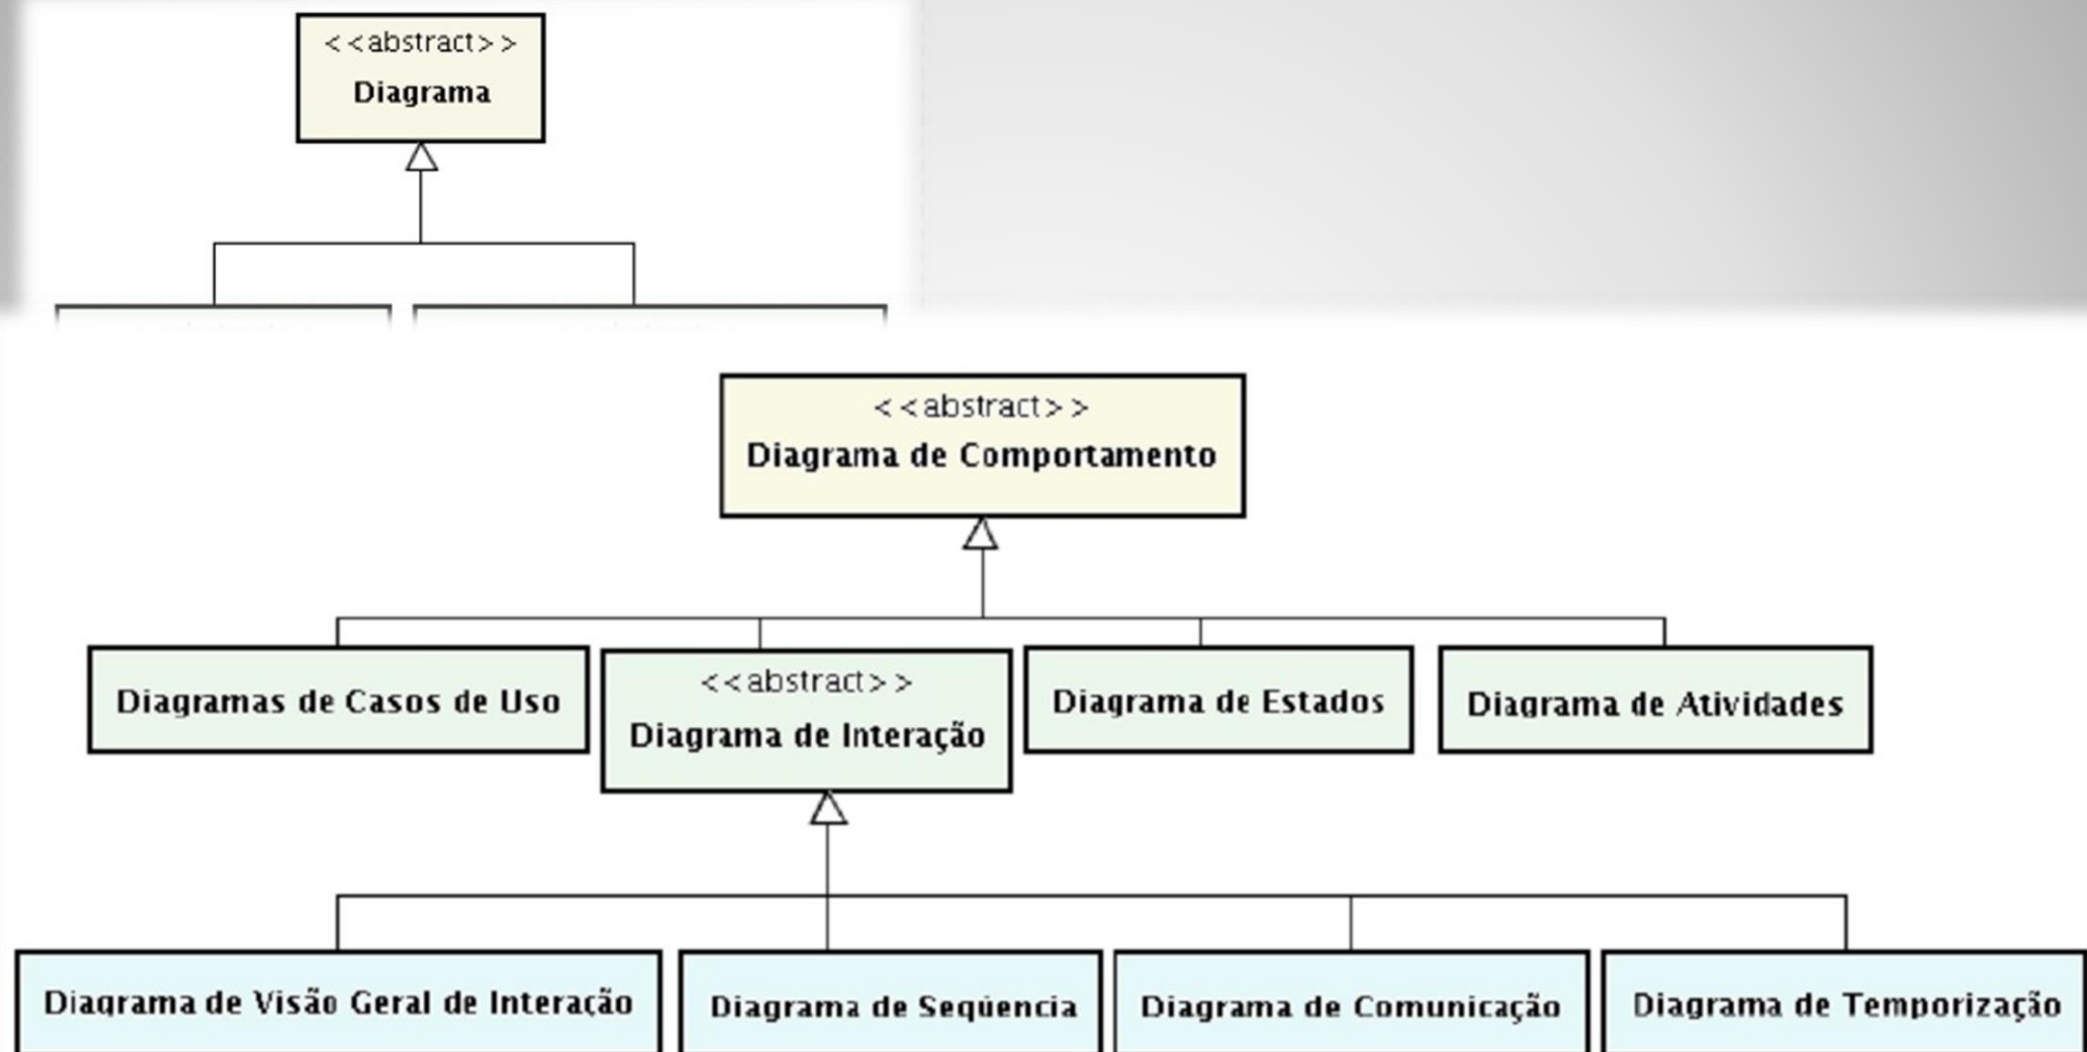 <<abstract>>
Diagrama
<<abstract>>
Diagrama de Comportamento
Diagramas de Casos de Uso
<<abstract>>
Diagrama de Interação
Diagrama de Estados
Diagrama de Atividades
Diagrama de Visão Geral de Interação
Diagrama de Seqüencia
Diagrama de Comunicação
Diagrama de Temporização